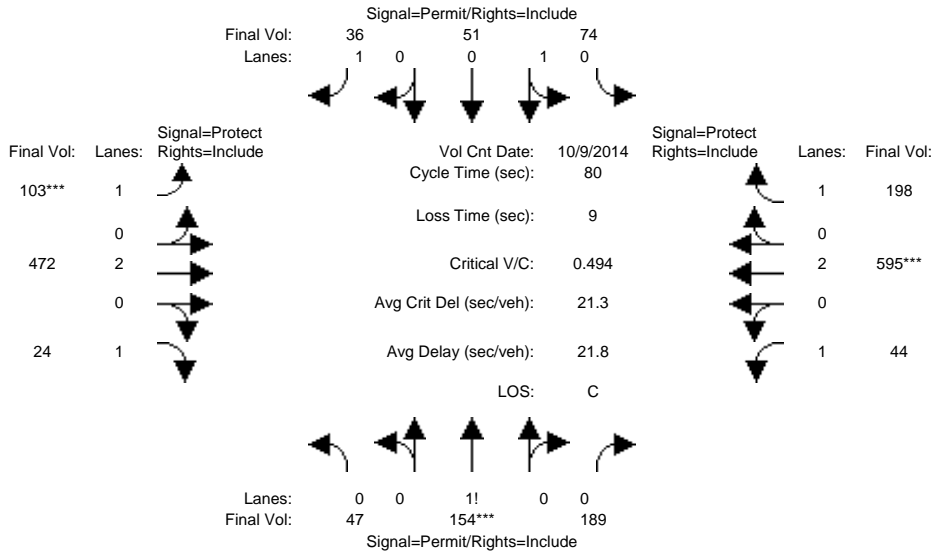 Signal=Permit/Rights=Include
Final Vol: 36 51 74
Lanes: 1 0 0 1 0
Signal=Protect Signal=Protect
Final Vol: Lanes: Rights=Include Vol Cnt Date: 10/9/2014 Rights=Include Lanes: Final Vol:
Cycle Time (sec): 80
103*** 1 1 198
Loss Time (sec): 9
0 0
472 2 Critical V/C: 0.494 2 595***
0 Avg Crit Del (sec/veh): 21.3 0
24 1 Avg Delay (sec/veh): 21.8 1 44
LOS: C
Lanes: 0 0 1! 0 0
Final Vol: 47 154*** 189
Signal=Permit/Rights=Include